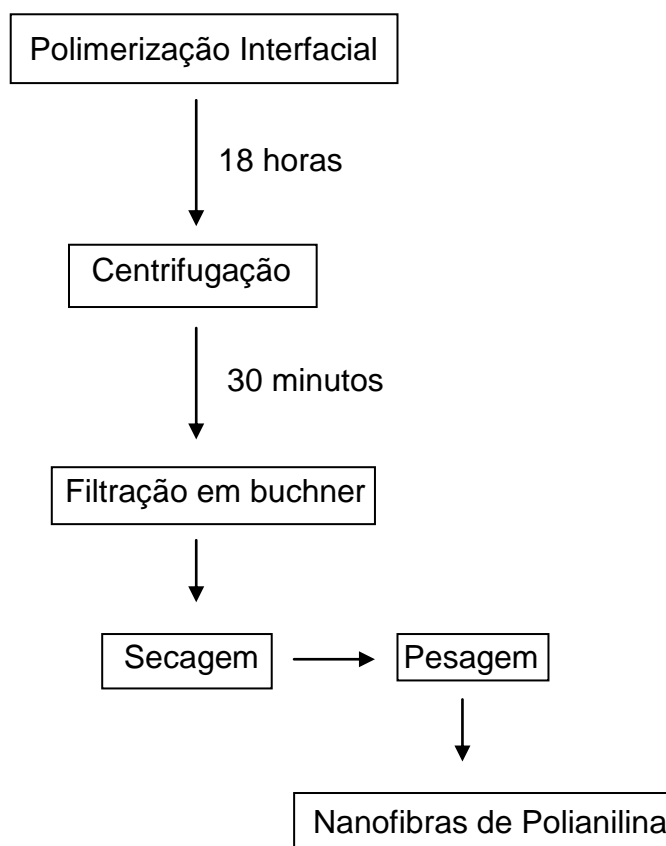 Polimerização Interfacial
18 horas
Centrifugação
30 minutos
Filtração em buchner
Secagem
Pesagem
Nanofibras de Polianilina